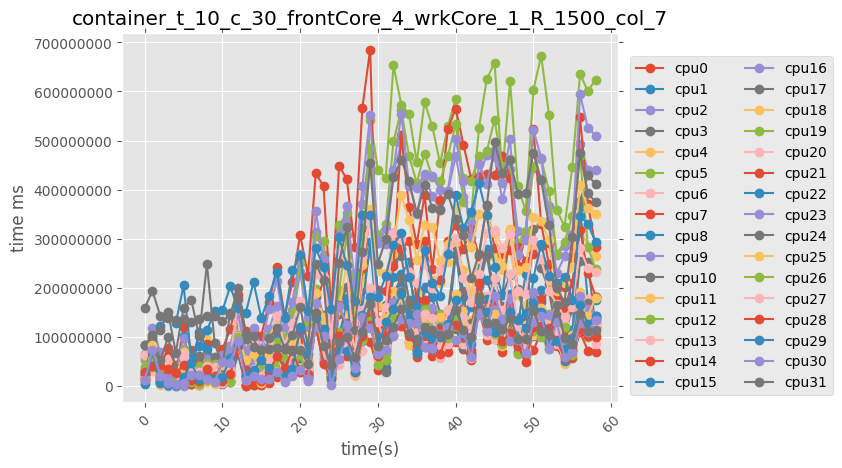 container_t_10_c_30_frontCore_4_wrkCore_1_R_1500_col_7
time ms
700000000
600000000
500000000
400000000
300000000
200000000
100000000
0
0 10 20 30 40 50 60
time(s)
cpu0 cpu16
cpu1 cpu17
cpu2 cpu18
cpu3 cpu19
cpu4 cpu20
cpu5 cpu21
cpu6 cpu22
cpu7 cpu23
cpu8 cpu24
cpu9 cpu25
cpu10 cpu26
cpu11 cpu27
cpu12 cpu28
cpu13 cpu29
cpu14 cpu30
cpu15 cpu31